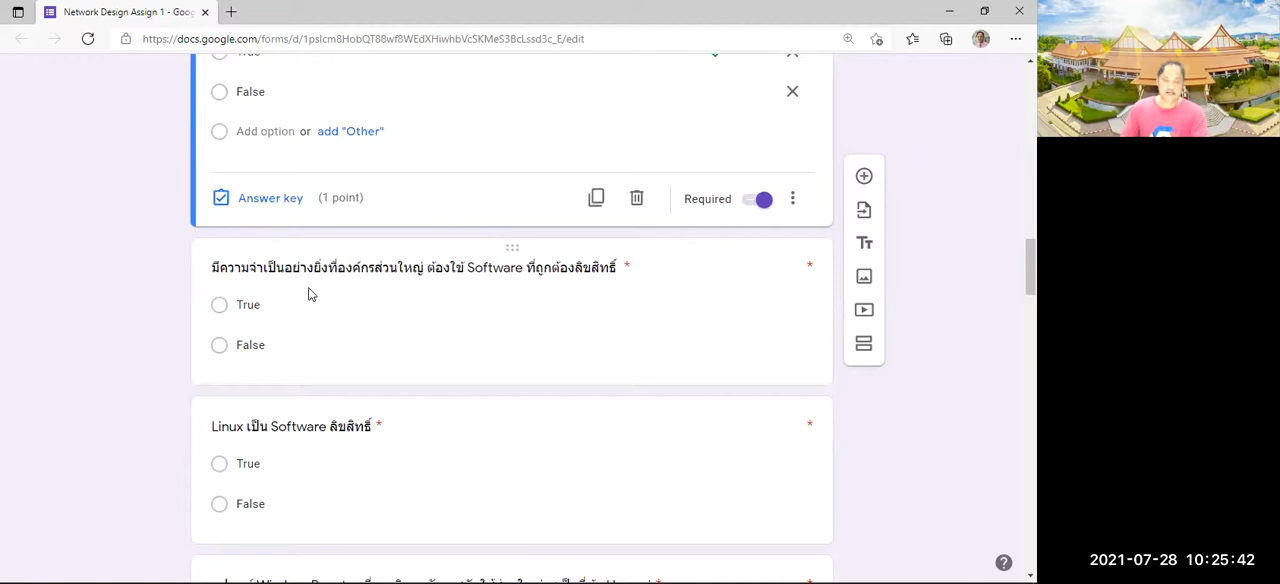 Network Design Assign 1 - Goog
https://docs.google.com/forms/d/1pslcm8HobQT88wf8WEdXHiwhbVcSKMeS3BcLssd3c_E/edit
True
False
Add option or add "Other"
Answer key (1 point)
Required
มีความจำเป็นอย่างยิ่งที่องค์กรส่วนใหญ่ ต้องใช้ Software ที่ถูกต้องลิขสิทธิ์ *
*
True
False
Linux เป็น Software ลิขสิทธิ์ *
*
True
False
2021-07-28 10:25:42